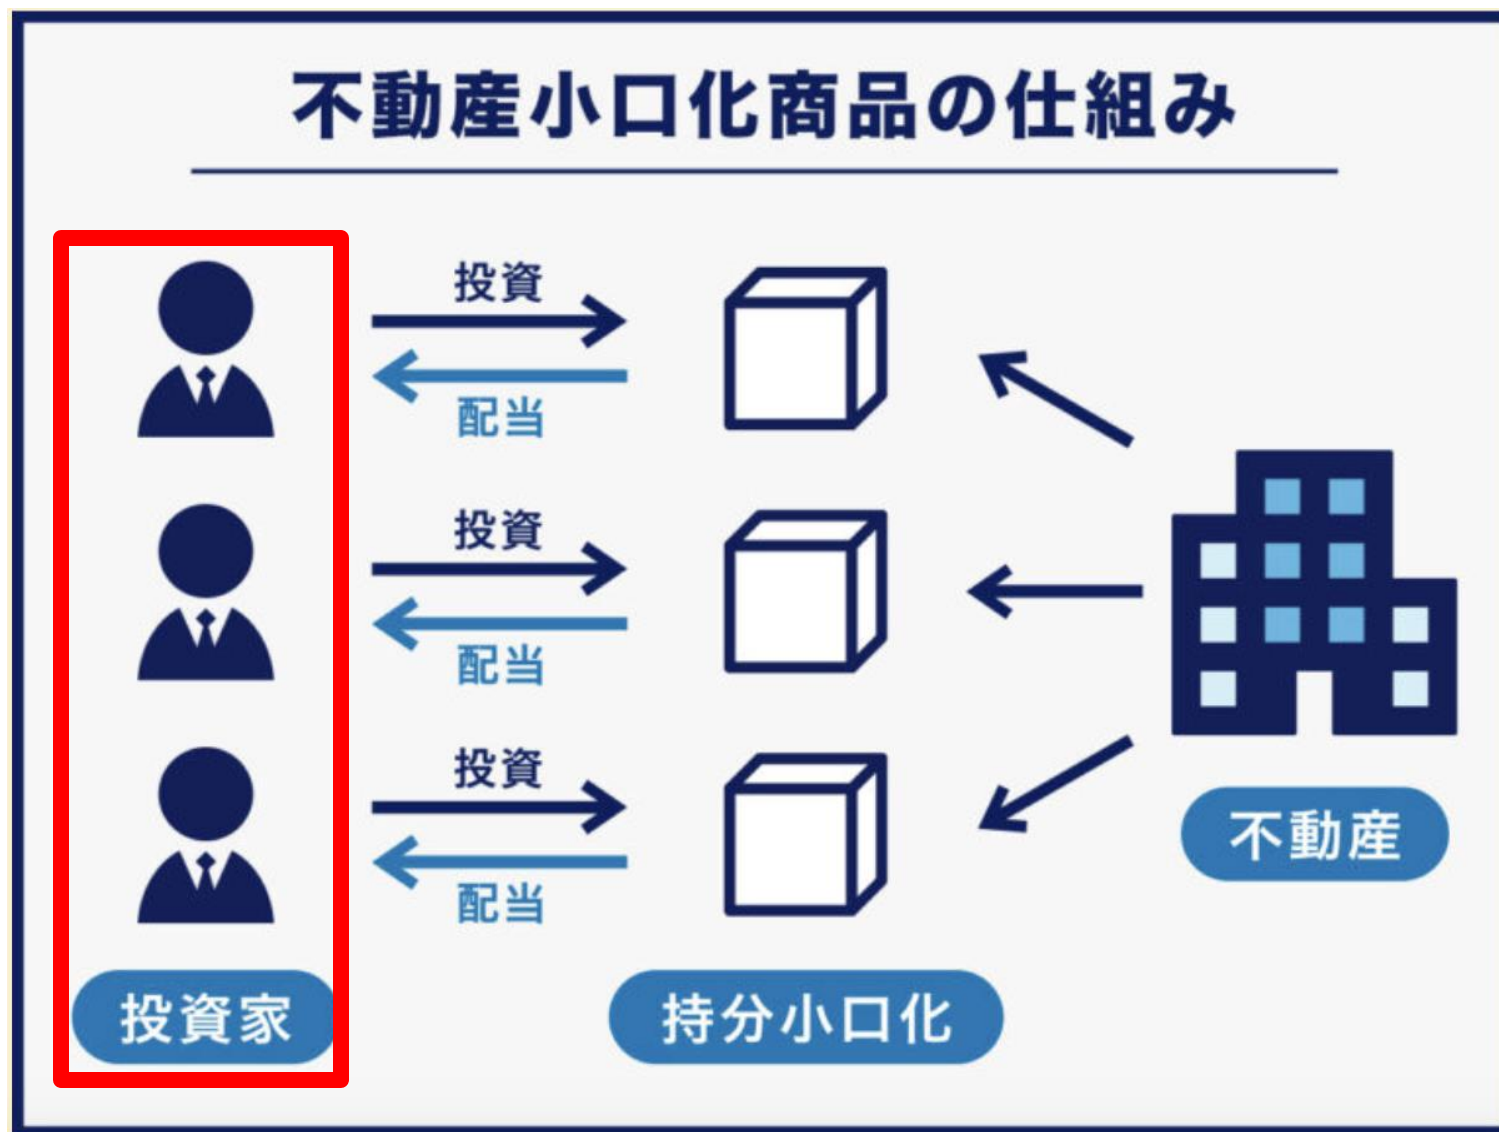 不動産小口化商品の仕組み
投資
配当
投資
配当
投資
配当
不動産
投資家
持分小口化